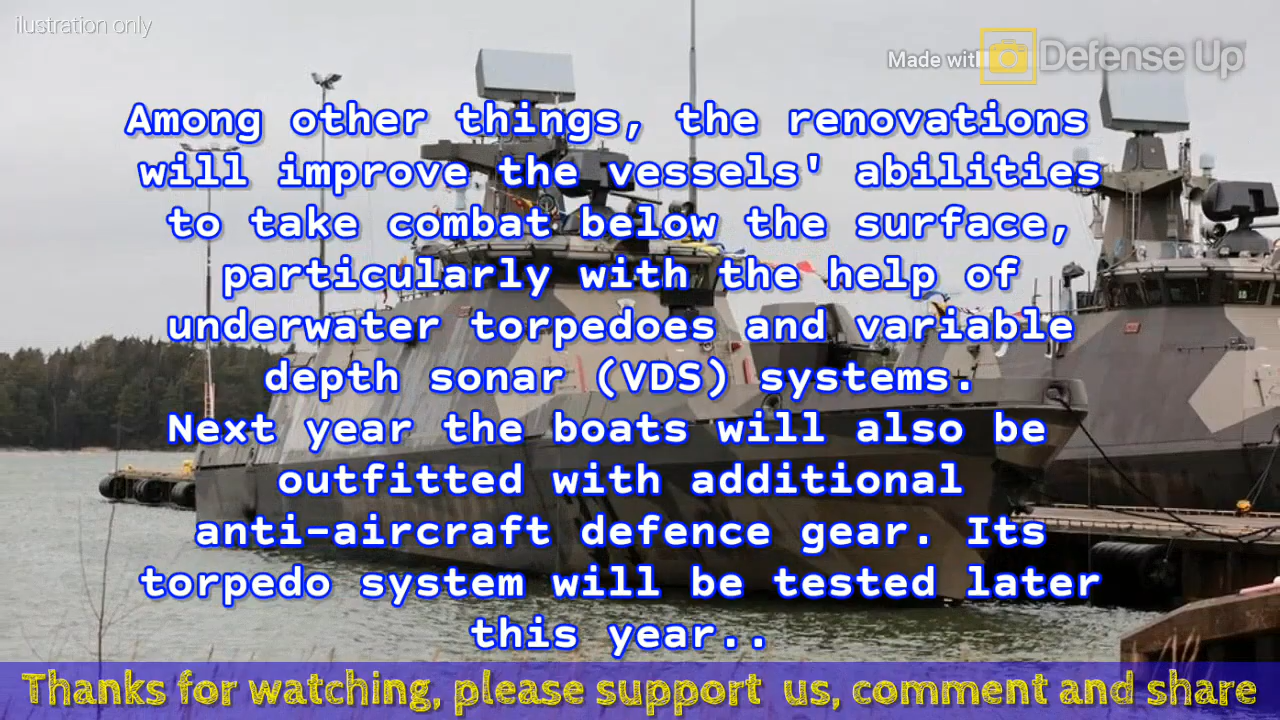 ilustration only
Made with Defense Up
Among other things, the renovations
will improve the vessels' abilities
to take combat below the surface,
particularly with the help of
underwater torpedoes and variable
depth sonar (VDS) systems.
Next year the boats will also be
outfitted with additional
anti-aircraft defence gear. Its
torpedo system will be tested later
this year..
Thanks for watching, please support us, comment and share